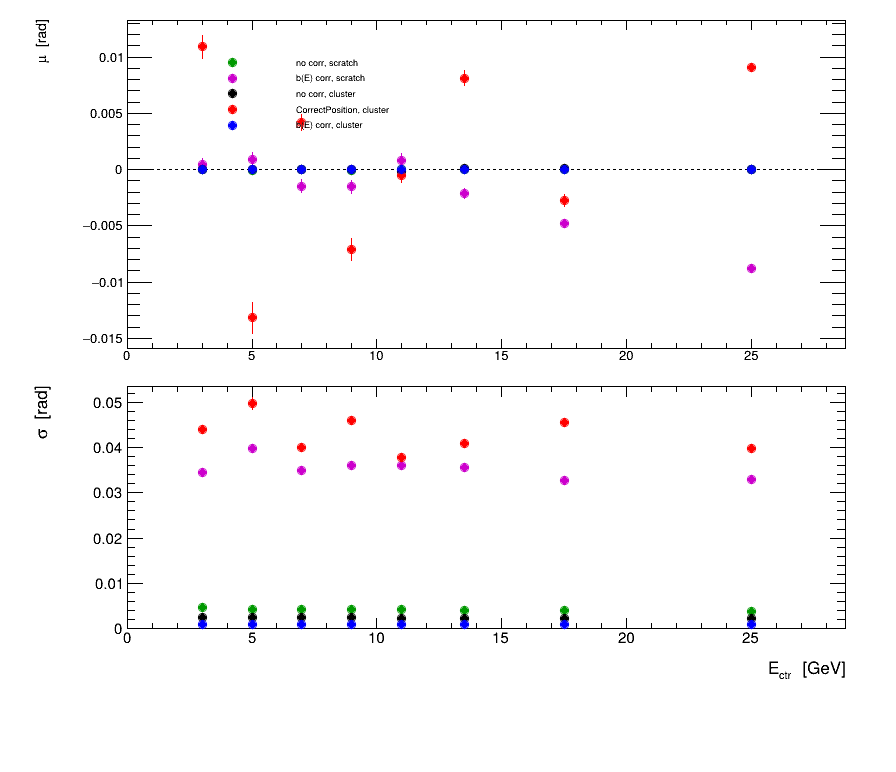 μ [rad]
0.01
0.005
0
−0.005
−0.01
−0.015
no corr, scratch
b(E) corr, scratch
no corr, cluster
CorrectPosition, cluster
b(E) corr, cluster
0 5 10 15 20 25
σ [rad]
0.05
0.04
0.03
0.02
0.01
0
0 5 10 15 20 25
E_ctr [GeV]